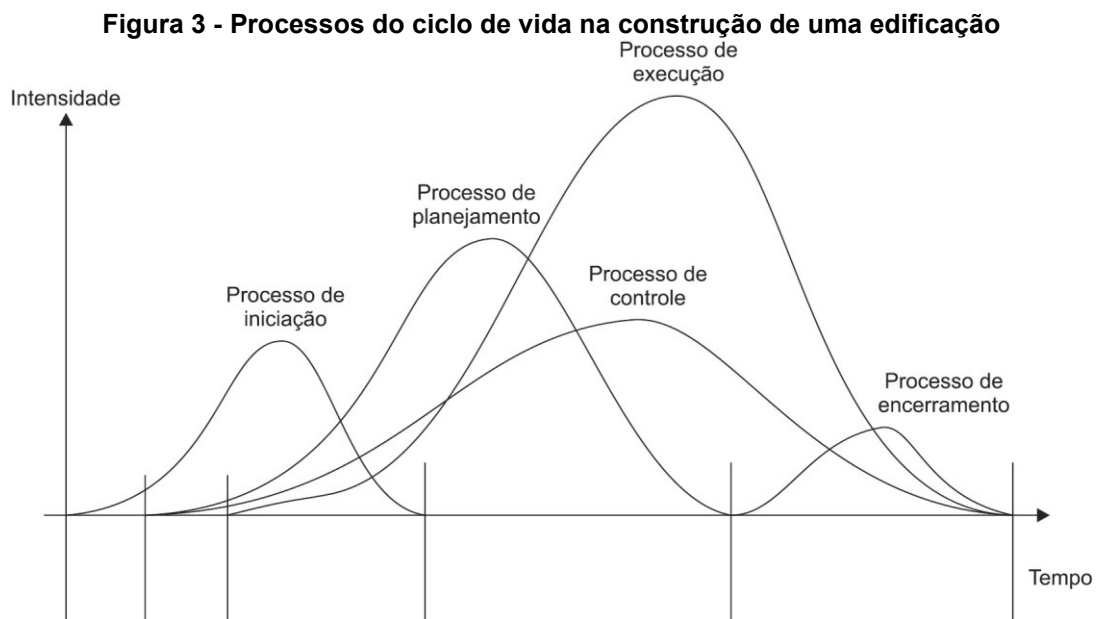 Figura 3 - Processos do ciclo de vida na construção de uma edificação
Processo de
execução
Intensidade
Processo de
planejamento
Processo de
controle
Processo de
iniciação
Processo de
encerramento
Tempo